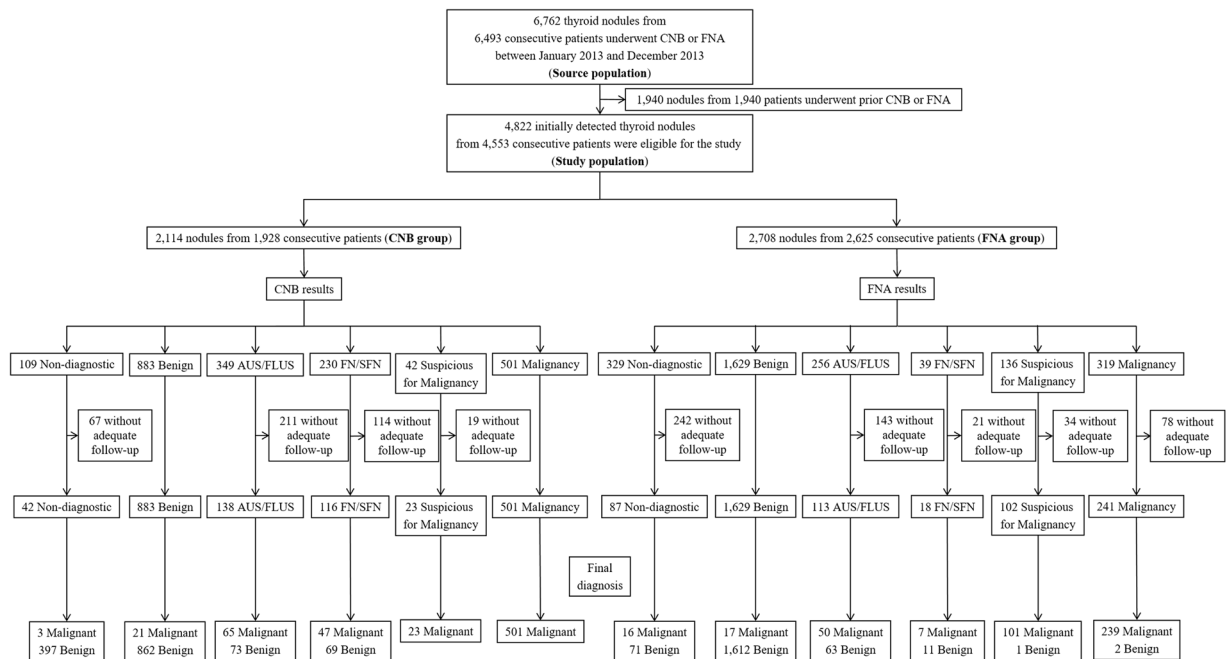 6,762 thyroid nodules from
6,493 consecutive patients underwent CNB or FNA
between January 2013 and December 2013
(Source population)
1,940 nodules from 1,940 patients underwent prior CNB or FNA
4,822 initially detected thyroid nodules
from 4,553 consecutive patients were eligible for the study
(Study population)
2,114 nodules from 1,928 consecutive patients (CNB group)
2,708 nodules from 2,625 consecutive patients (FNA group)
CNB results
FNA results
109 Non-diagnostic
883 Benign
349 AUS/FLUS
230 FN/SFN
42 Suspicious
for Malignancy
501 Malignancy
329 Non-diagnostic
1,629 Benign
256 AUS/FLUS
39 FN/SFN
136 Suspicious
for Malignancy
319 Malignancy
67 without
adequate
follow-up
211 without
adequate
follow-up
114 without
adequate
follow-up
19 without
adequate
follow-up
242 without
adequate
follow-up
143 without
adequate
follow-up
21 without
adequate
follow-up
34 without
adequate
follow-up
78 without
adequate
follow-up
42 Non-diagnostic
883 Benign
138 AUS/FLUS
116 FN/SFN
23 Suspicious
for Malignancy
501 Malignancy
87 Non-diagnostic
1,629 Benign
113 AUS/FLUS
18 FN/SFN
102 Suspicious
for Malignancy
241 Malignancy
Final
diagnosis
3 Malignant
397 Benign
21 Malignant
862 Benign
65 Malignant
73 Benign
47 Malignant
69 Benign
23 Malignant
501 Malignant
16 Malignant
71 Benign
17 Malignant
1,612 Benign
50 Malignant
63 Benign
7 Malignant
11 Benign
101 Malignant
1 Benign
239 Malignant
2 Benign